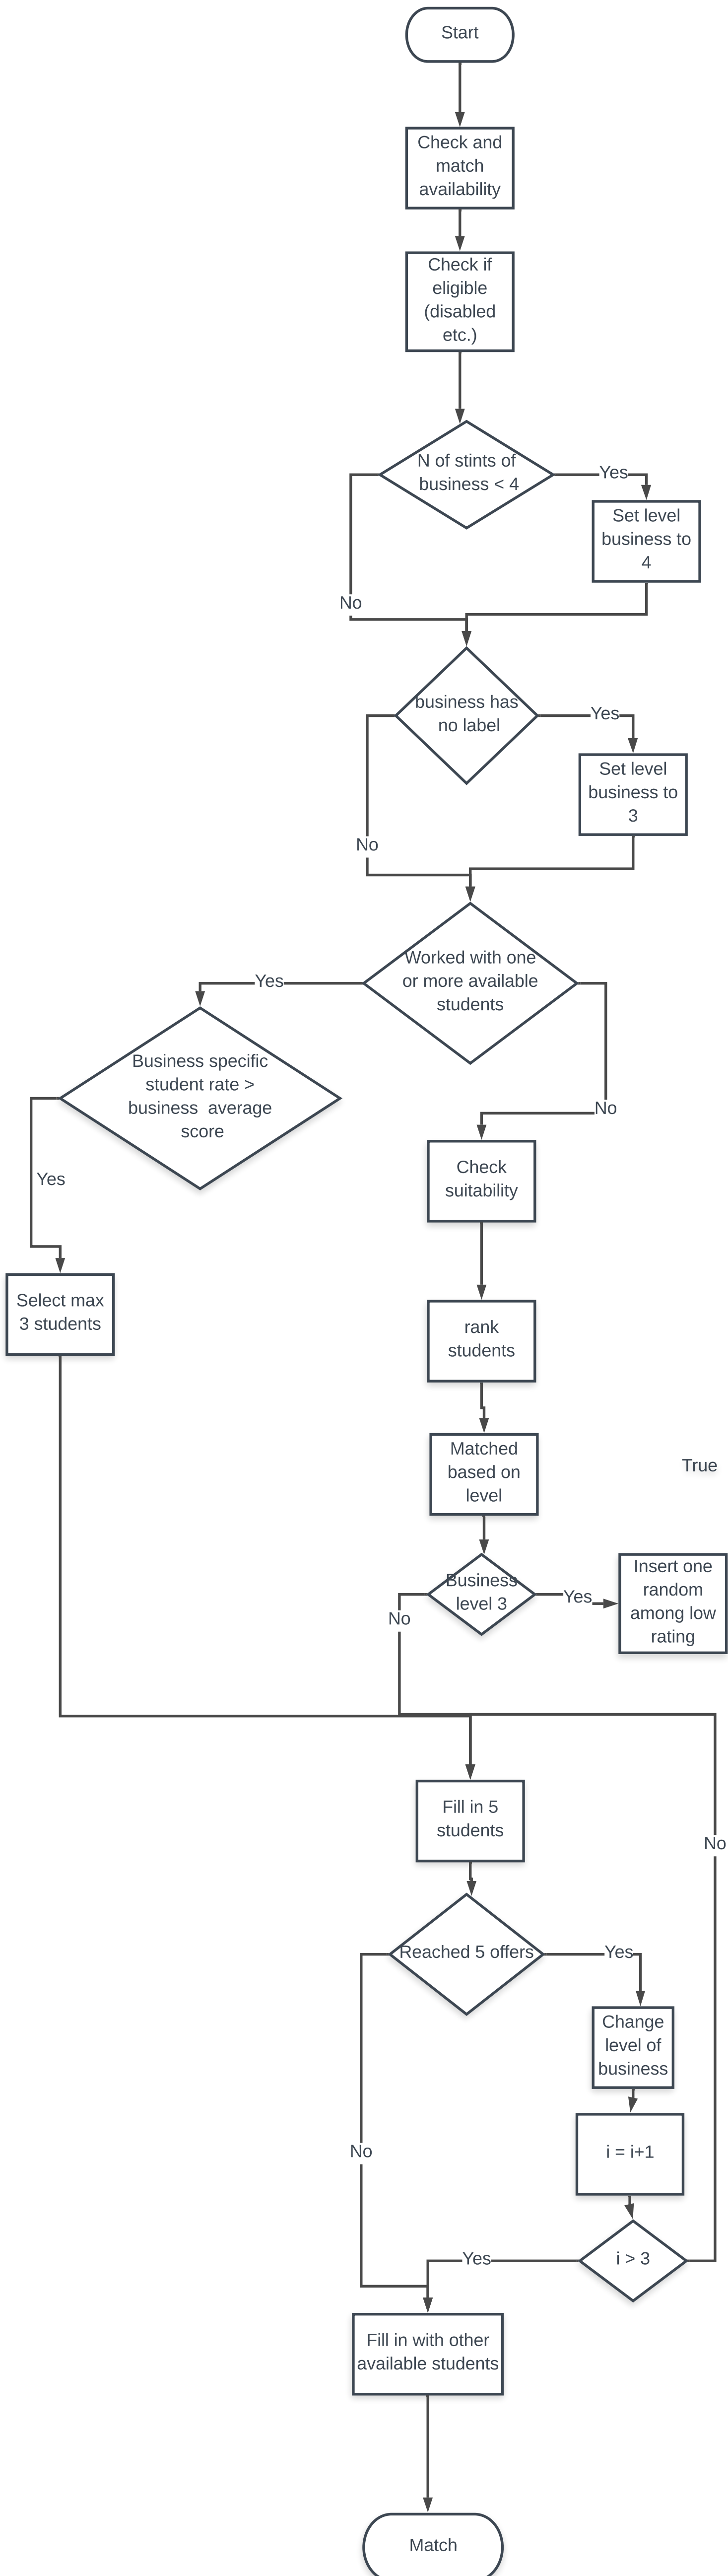 Start
Check and
match
availability
Check if
eligible
(disabled
etc.)
N of stints of
business < 4
Yes
Set level
business to
4
No
business has
no label
Yes
Set level
business to
3
No
Worked with one
or more available
students
Yes
Business specific
student rate >
business average
score
No
Yes
Check
suitability
Select max
3 students
rank
students
Matched
based on
level
True
Business
level 3
Yes
Insert one
random
among low
rating
No
Fill in 5
students
No
Reached 5 offers
Yes
Change
level of
business
No
i = i+1
i > 3
Yes
Fill in with other
available students
Match